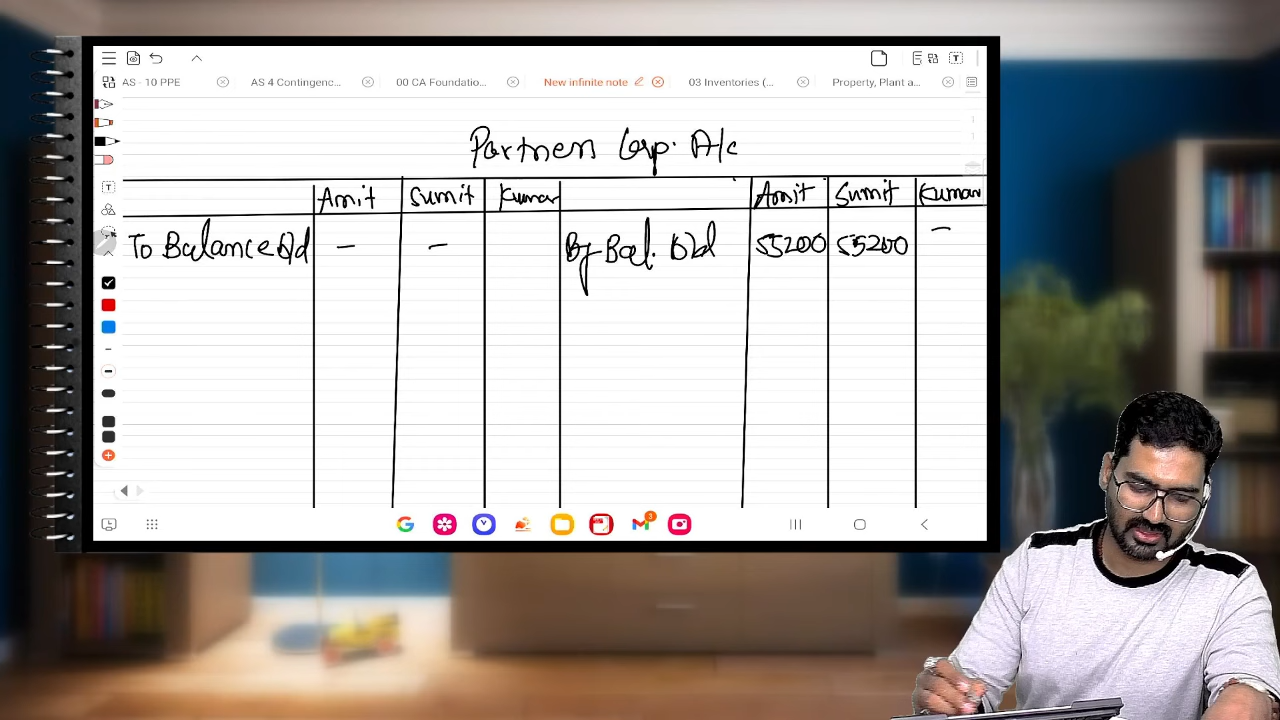 AS - 10 PPE AS 4 Contingenc... 00 CA Foundatio... New infinite note 03 Inventories (... Property, Plant a...
Partners Cap. A/c
Amit Sumit Kumar Amit Sumit Kumar
To Balance b/d - - By Bal. b/d 55200 55200 -
3